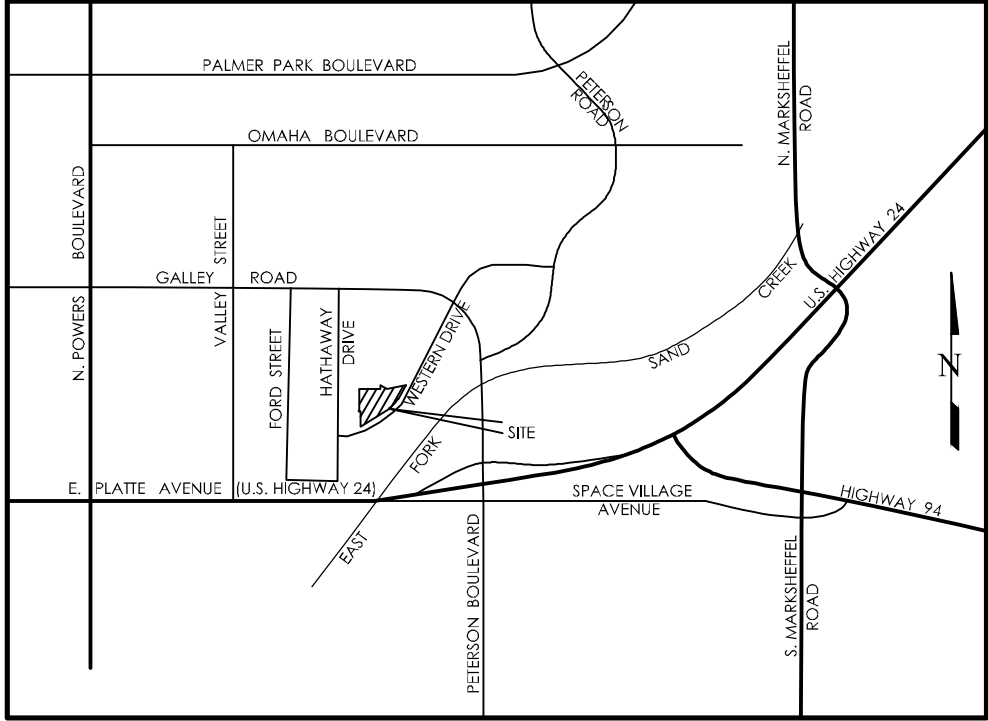 PALMER PARK BOULEVARD
PETERSON
ROAD
N. MARKSHEFFEL
ROAD
OMAHA BOULEVARD
N. POWERS BOULEVARD
VALLEY STREET
GALLEY ROAD
U.S. HIGHWAY 24
EAST FORK SAND CREEK
FORD STREET
HATHAWAY
DRIVE
WESTERN DRIVE
N
SITE
E. PLATTE AVENUE (U.S. HIGHWAY 24)
SPACE VILLAGE
AVENUE
HIGHWAY 94
PETERSON BOULEVARD
S. MARKSHEFFEL
ROAD